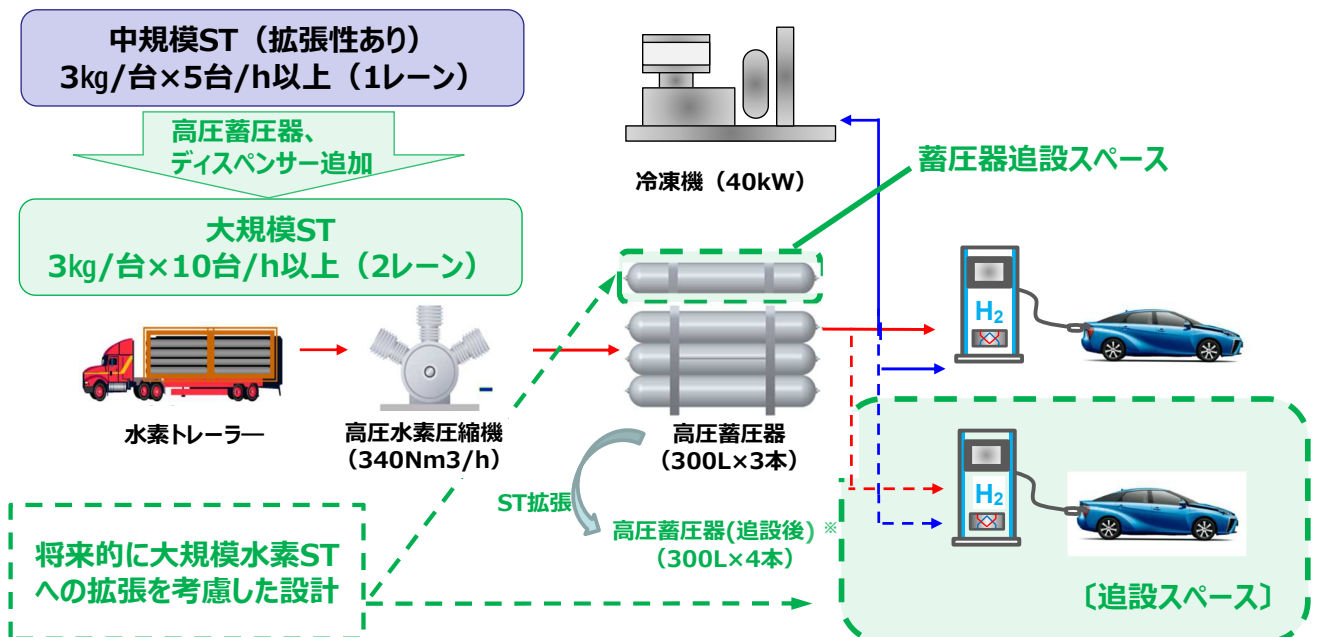 中規模ST（拡張性あり）
3㎏/台×5台/h以上（1レーン）
高圧蓄圧器、
ディスペンサー追加
大規模ST
3㎏/台×10台/h以上（2レーン）
冷凍機（40kW）
蓄圧器追設スペース
水素トレーラ―
高圧水素圧縮機
（340Nm3/h）
高圧蓄圧器
（300L×3本）
H2
ST拡張
高圧蓄圧器(追設後) ※
（300L×4本）
H2
〔追設スペース〕
将来的に大規模水素ST
への拡張を考慮した設計